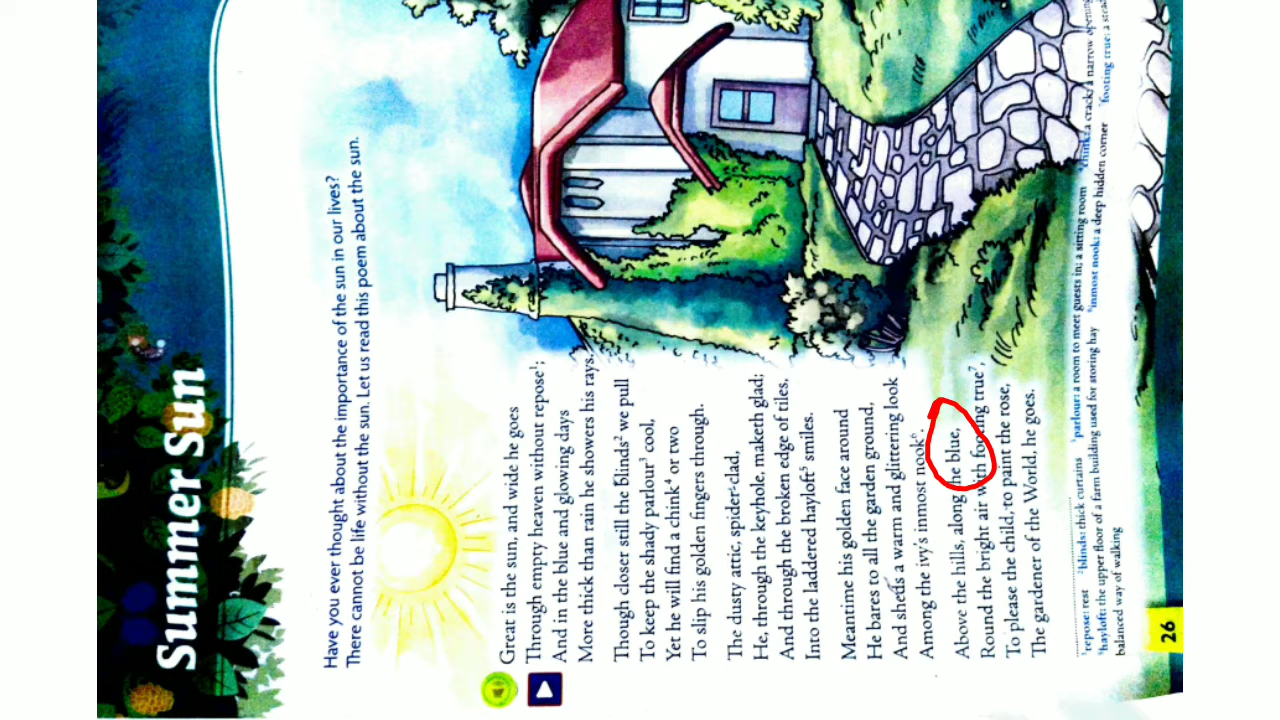 Summer Sun
Have you ever thought about the importance of the sun in our lives?
There cannot be life without the sun. Let us read this poem about the sun.
Great is the sun, and wide he goes
Through empty heaven without repose¹;
And in the blue and glowing days
More thick than rain he showers his rays.
Though closer still the blinds² we pull
To keep the shady parlour³ cool,
Yet he will find a chink⁴ or two
To slip his golden fingers through.
The dusty attic, spider-clad,
He, through the keyhole, maketh glad;
And through the broken edge of tiles,
Into the laddered hayloft⁵ smiles.
Meantime his golden face around
He bares to all the garden ground,
And sheds a warm and glittering look
Among the ivy's inmost nook⁶.
Above the hills, along the blue,
Round the bright air with footing true⁷,
To please the child, to paint the rose,
The gardener of the World, he goes.
¹repose: rest ²blinds: thick curtains ³parlour: a room to meet guests in; a sitting room ⁴chink: a crack; a narrow opening
⁵hayloft: the upper floor of a farm building used for storing hay ⁶inmost nook: a deep hidden corner ⁷footing true: a
balanced way of walking
26